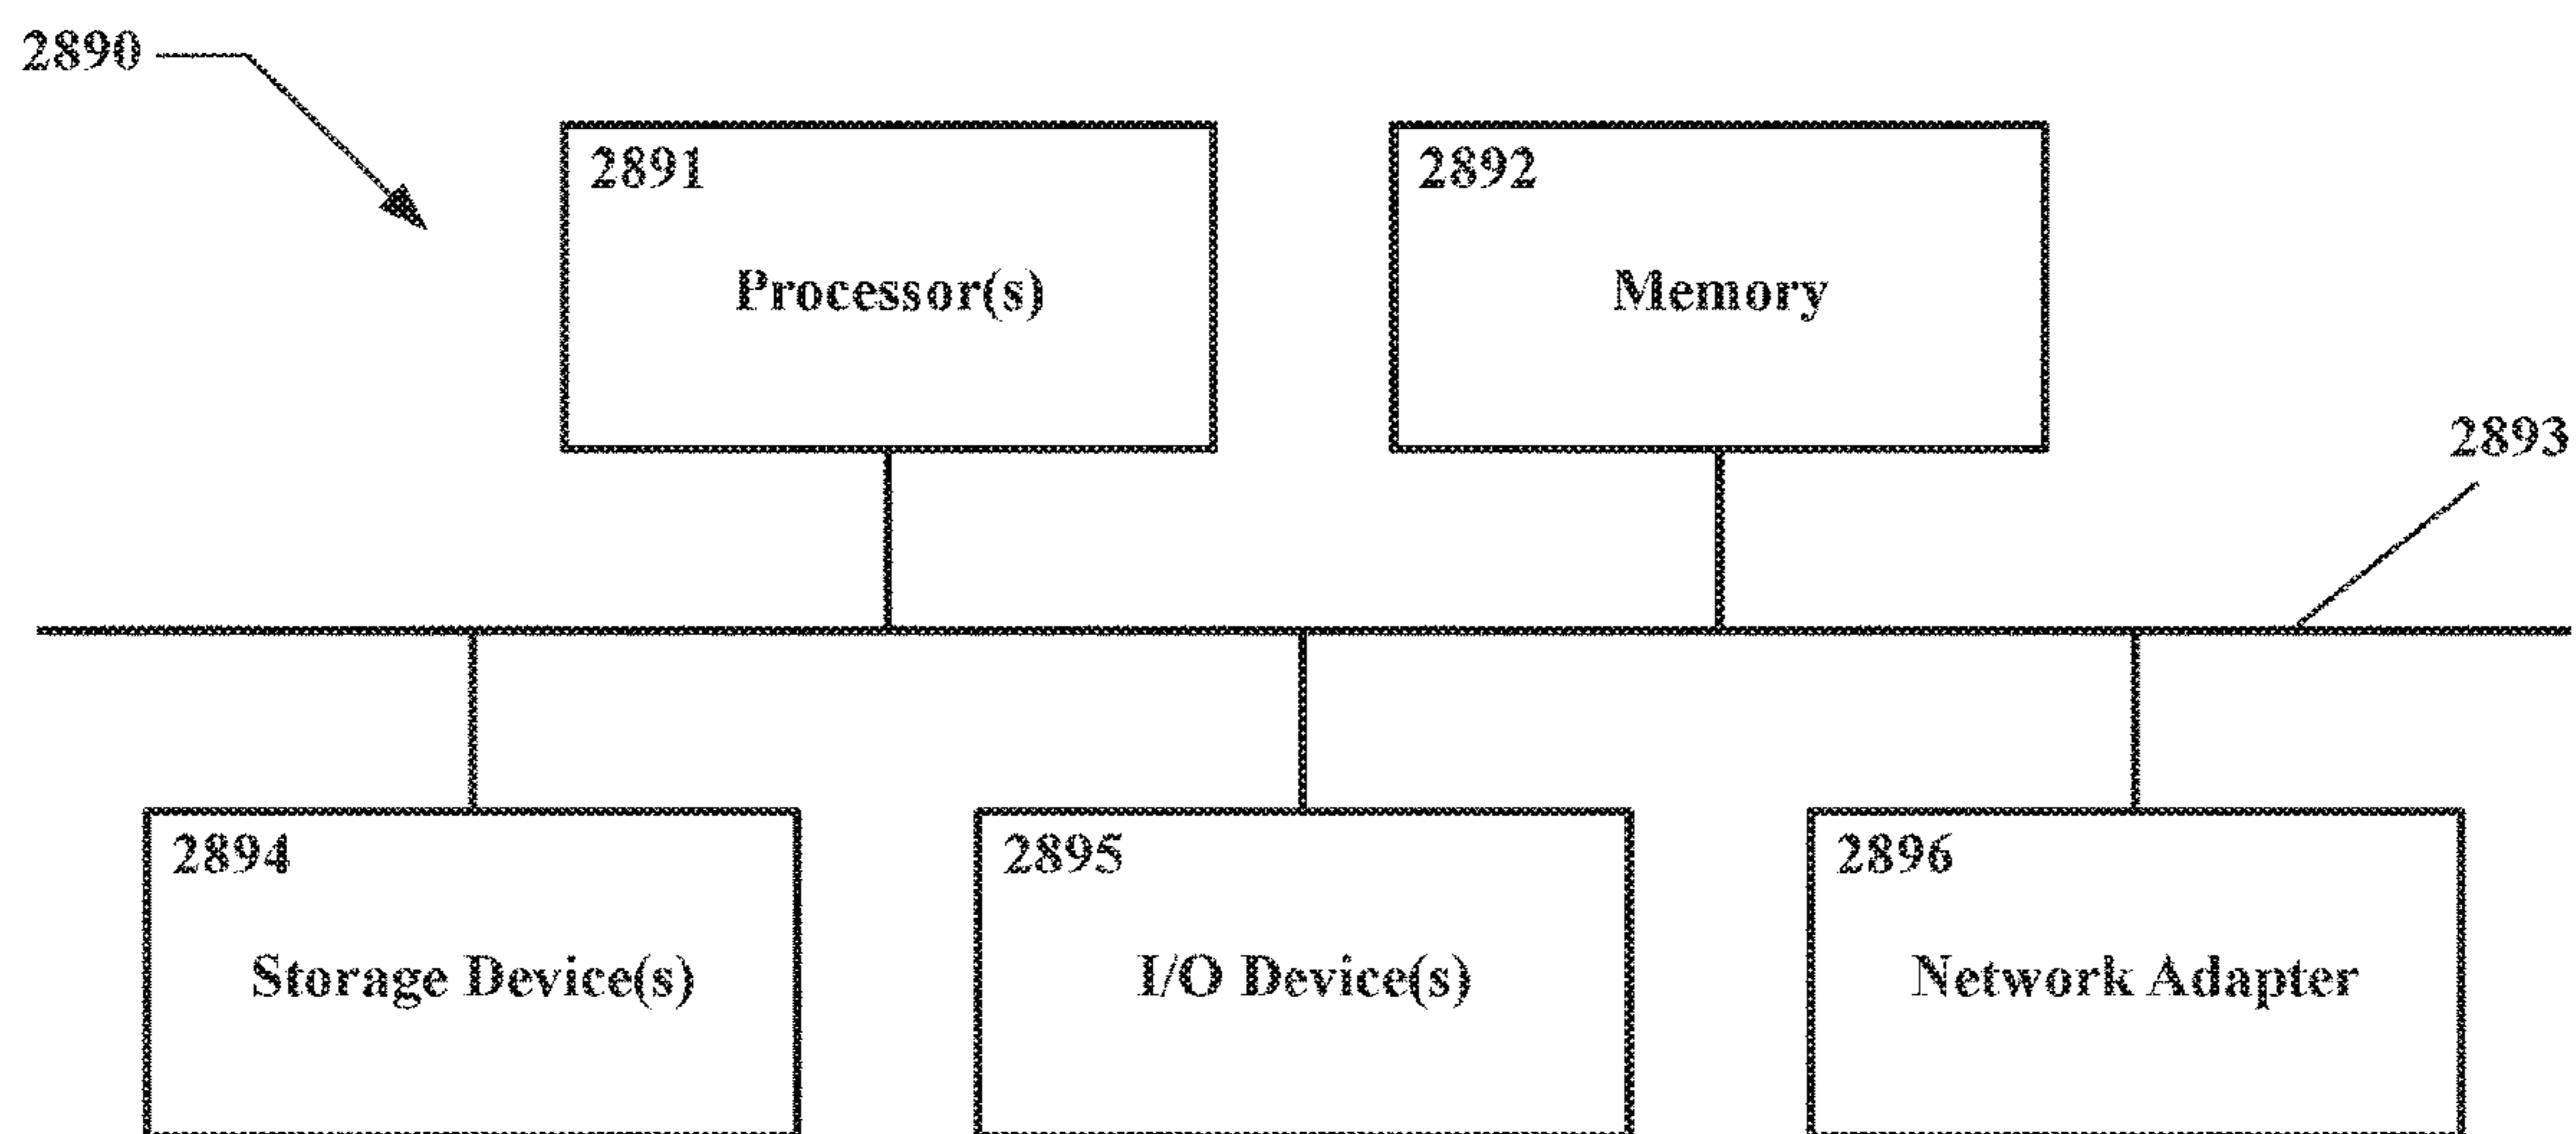 2890
2891
Processor(s)
2892
Memory
2893
2894
Storage Device(s)
2895
I/O Device(s)
2896
Network Adapter